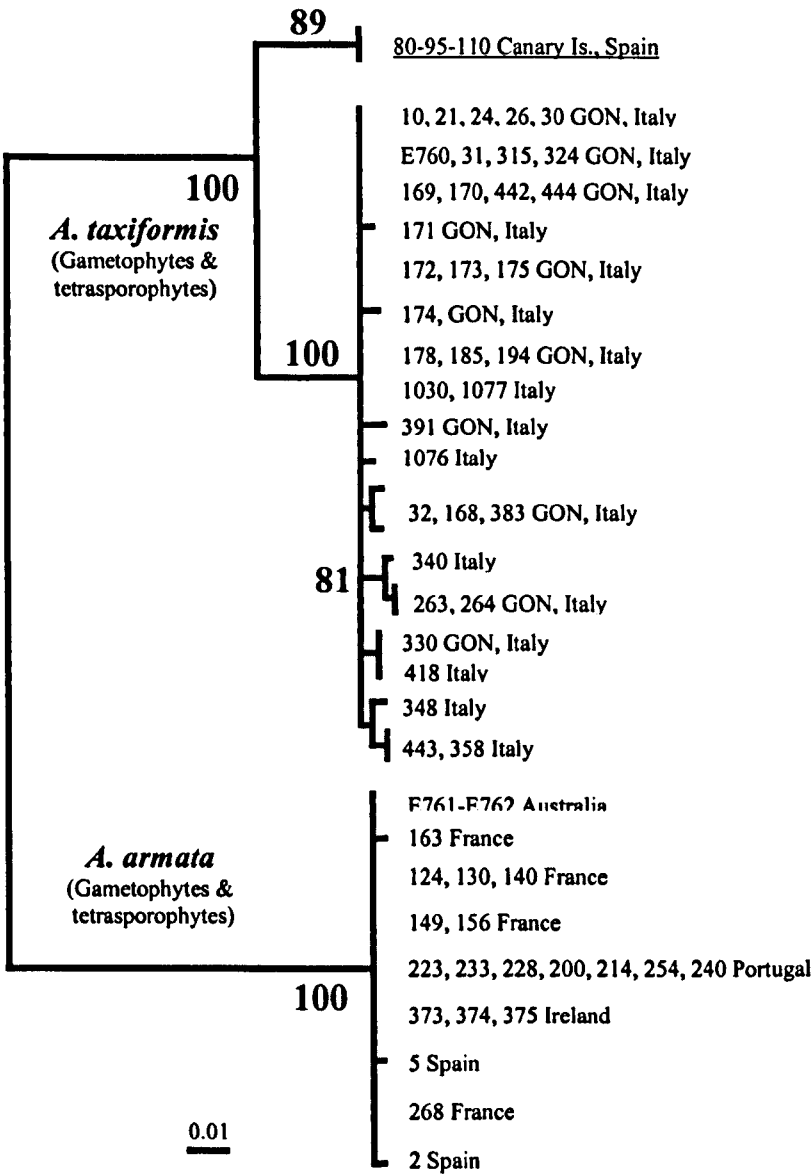 89
80-95-110 Canary Is., Spain
10, 21, 24, 26, 30 GON, Italy
E760, 31, 315, 324 GON, Italy
100
169, 170, 442, 444 GON, Italy
A. taxiformis
(Gametophytes &
tetrasporophytes)
171 GON, Italy
172, 173, 175 GON, Italy
174, GON, Italy
100
178, 185, 194 GON, Italy
1030, 1077 Italy
391 GON, Italy
1076 Italy
32, 168, 383 GON, Italy
340 Italy
81
263, 264 GON, Italy
330 GON, Italy
418 Italy
348 Italy
443, 358 Italy
E761-E762 Australia
163 France
A. armata
(Gametophytes &
tetrasporophytes)
124, 130, 140 France
149, 156 France
223, 233, 228, 200, 214, 254, 240 Portugal
100
373, 374, 375 Ireland
5 Spain
268 France
0.01
2 Spain